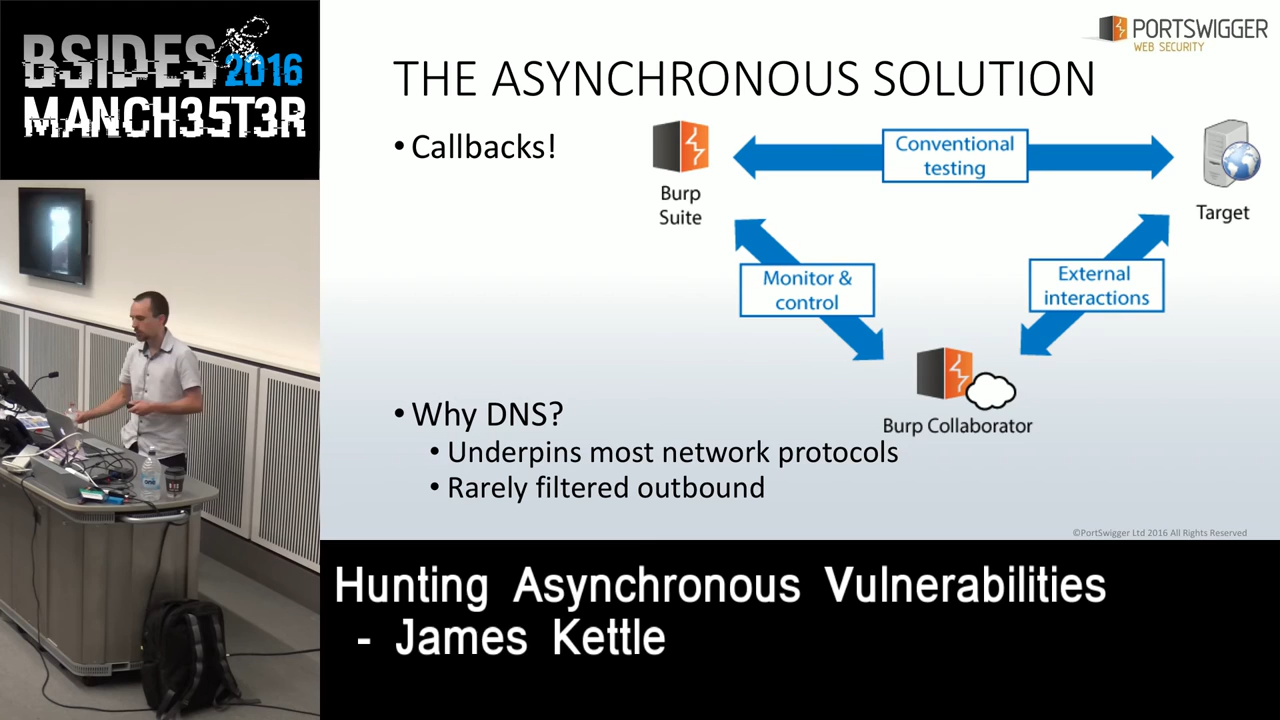 BSIDES 2016
MANCH35T3R
PORTSWIGGER
WEB SECURITY
THE ASYNCHRONOUS SOLUTION
• Callbacks!
Burp
Suite
Conventional
testing
Target
Monitor &
control
External
interactions
Burp Collaborator
• Why DNS?
• Underpins most network protocols
• Rarely filtered outbound
©PortSwigger Ltd 2016 All Rights Reserved
Hunting Asynchronous Vulnerabilities
- James Kettle